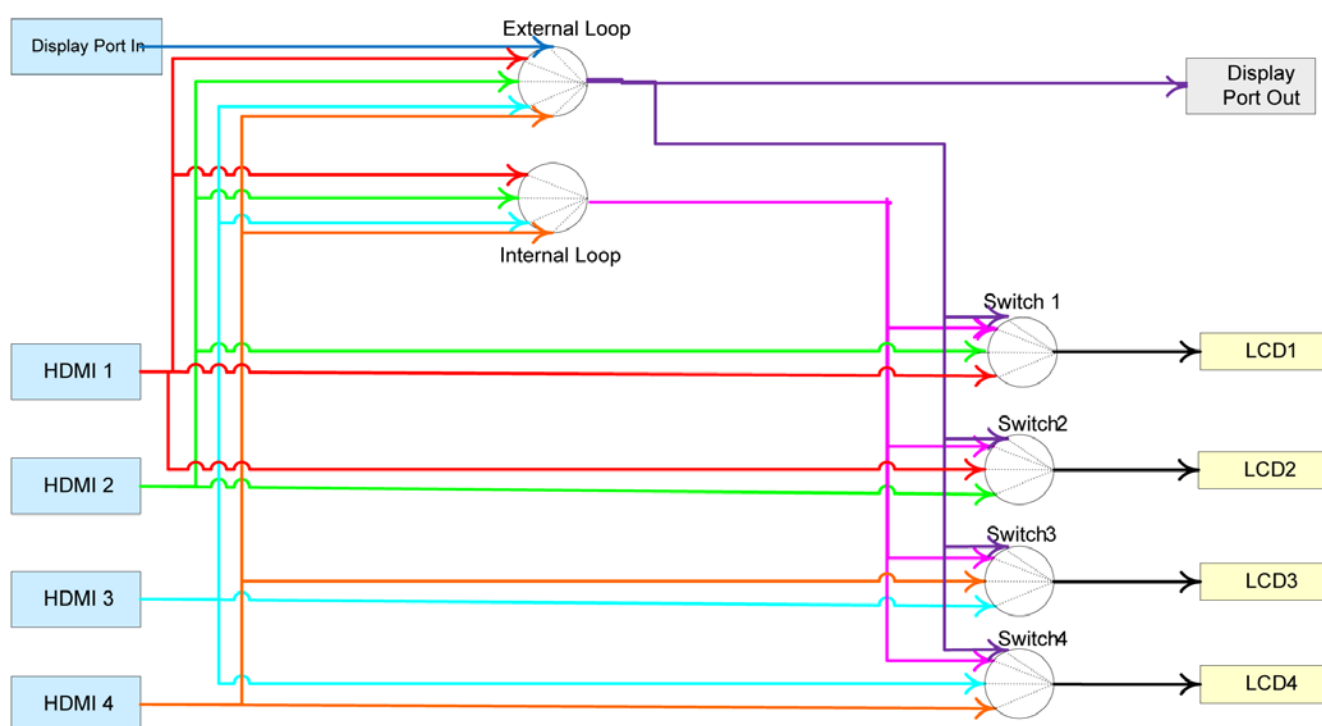 External Loop
Display Port In
Display
Port Out
Internal Loop
Switch 1
HDMI 1
LCD1
Switch2
HDMI 2
LCD2
Switch3
HDMI 3
LCD3
Switch4
HDMI 4
LCD4